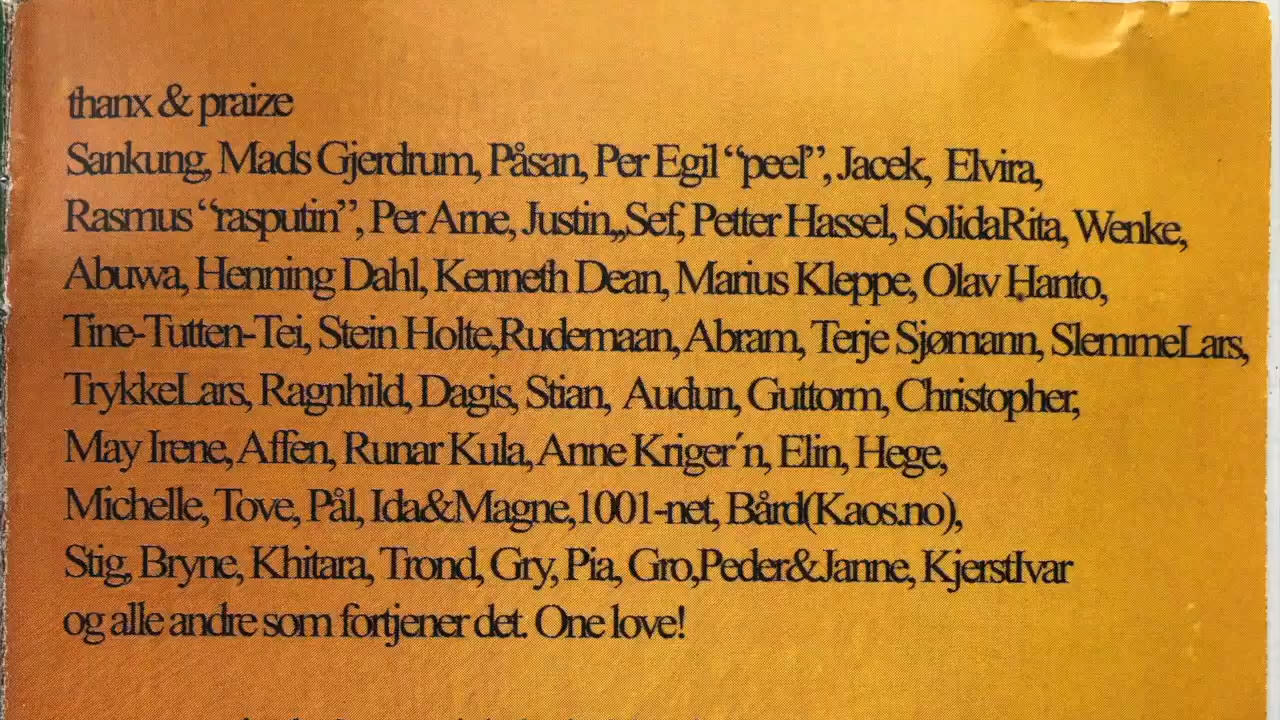 thanx & praize
Sankung, Mads Gjerdrum, Påsan, Per Egil “peel”, Jacek, Elvira,
Rasmus “rasputin”, Per Arne, Justin,,Sef, Petter Hassel, SolidaRita, Wenke,
Abuwa, Henning Dahl, Kenneth Dean, Marius Kleppe, Olav Hanto,
Tine-Tutten-Tei, Stein Holte,Rudemaan, Abram, Terje Sjømann, SlemmeLars,
TrykkeLars, Ragnhild, Dagis, Stian, Audun, Guttorm, Christopher,
May Irene, Affen, Runar Kula, Anne Kriger´n, Elin, Hege,
Michelle, Tove, Pål, Ida&Magne,1001-net, Bård(Kaos.no),
Stig, Bryne, Khitara, Trond, Gry, Pia, Gro,Peder&Janne, KjerstIvar
og alle andre som fortjener det. One love!